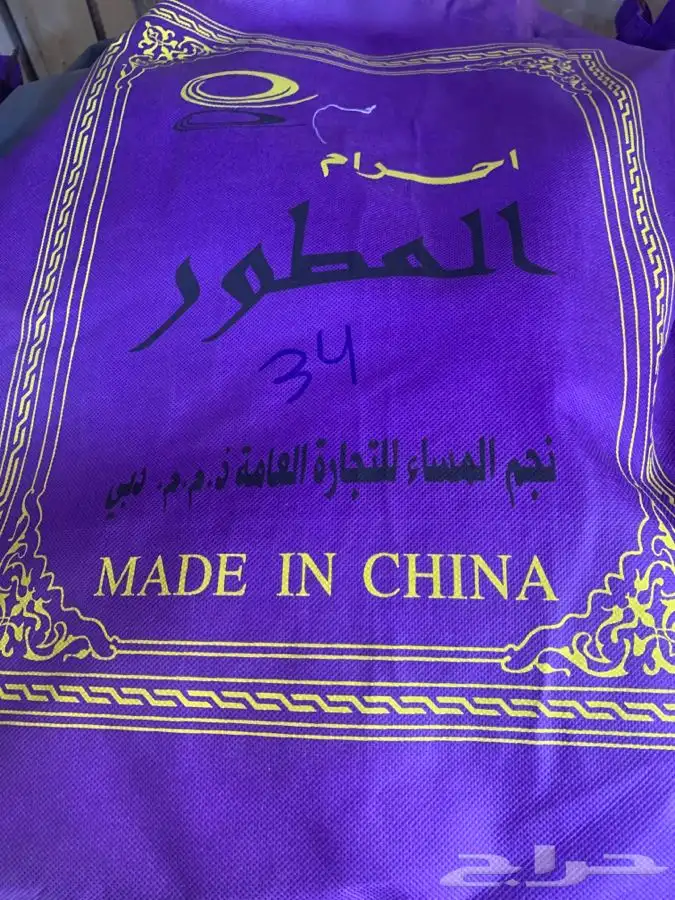 احرام
المطور
34
نجم المساء للتجارة العامة ذ.م.م. دبي
MADE IN CHINA
حراج